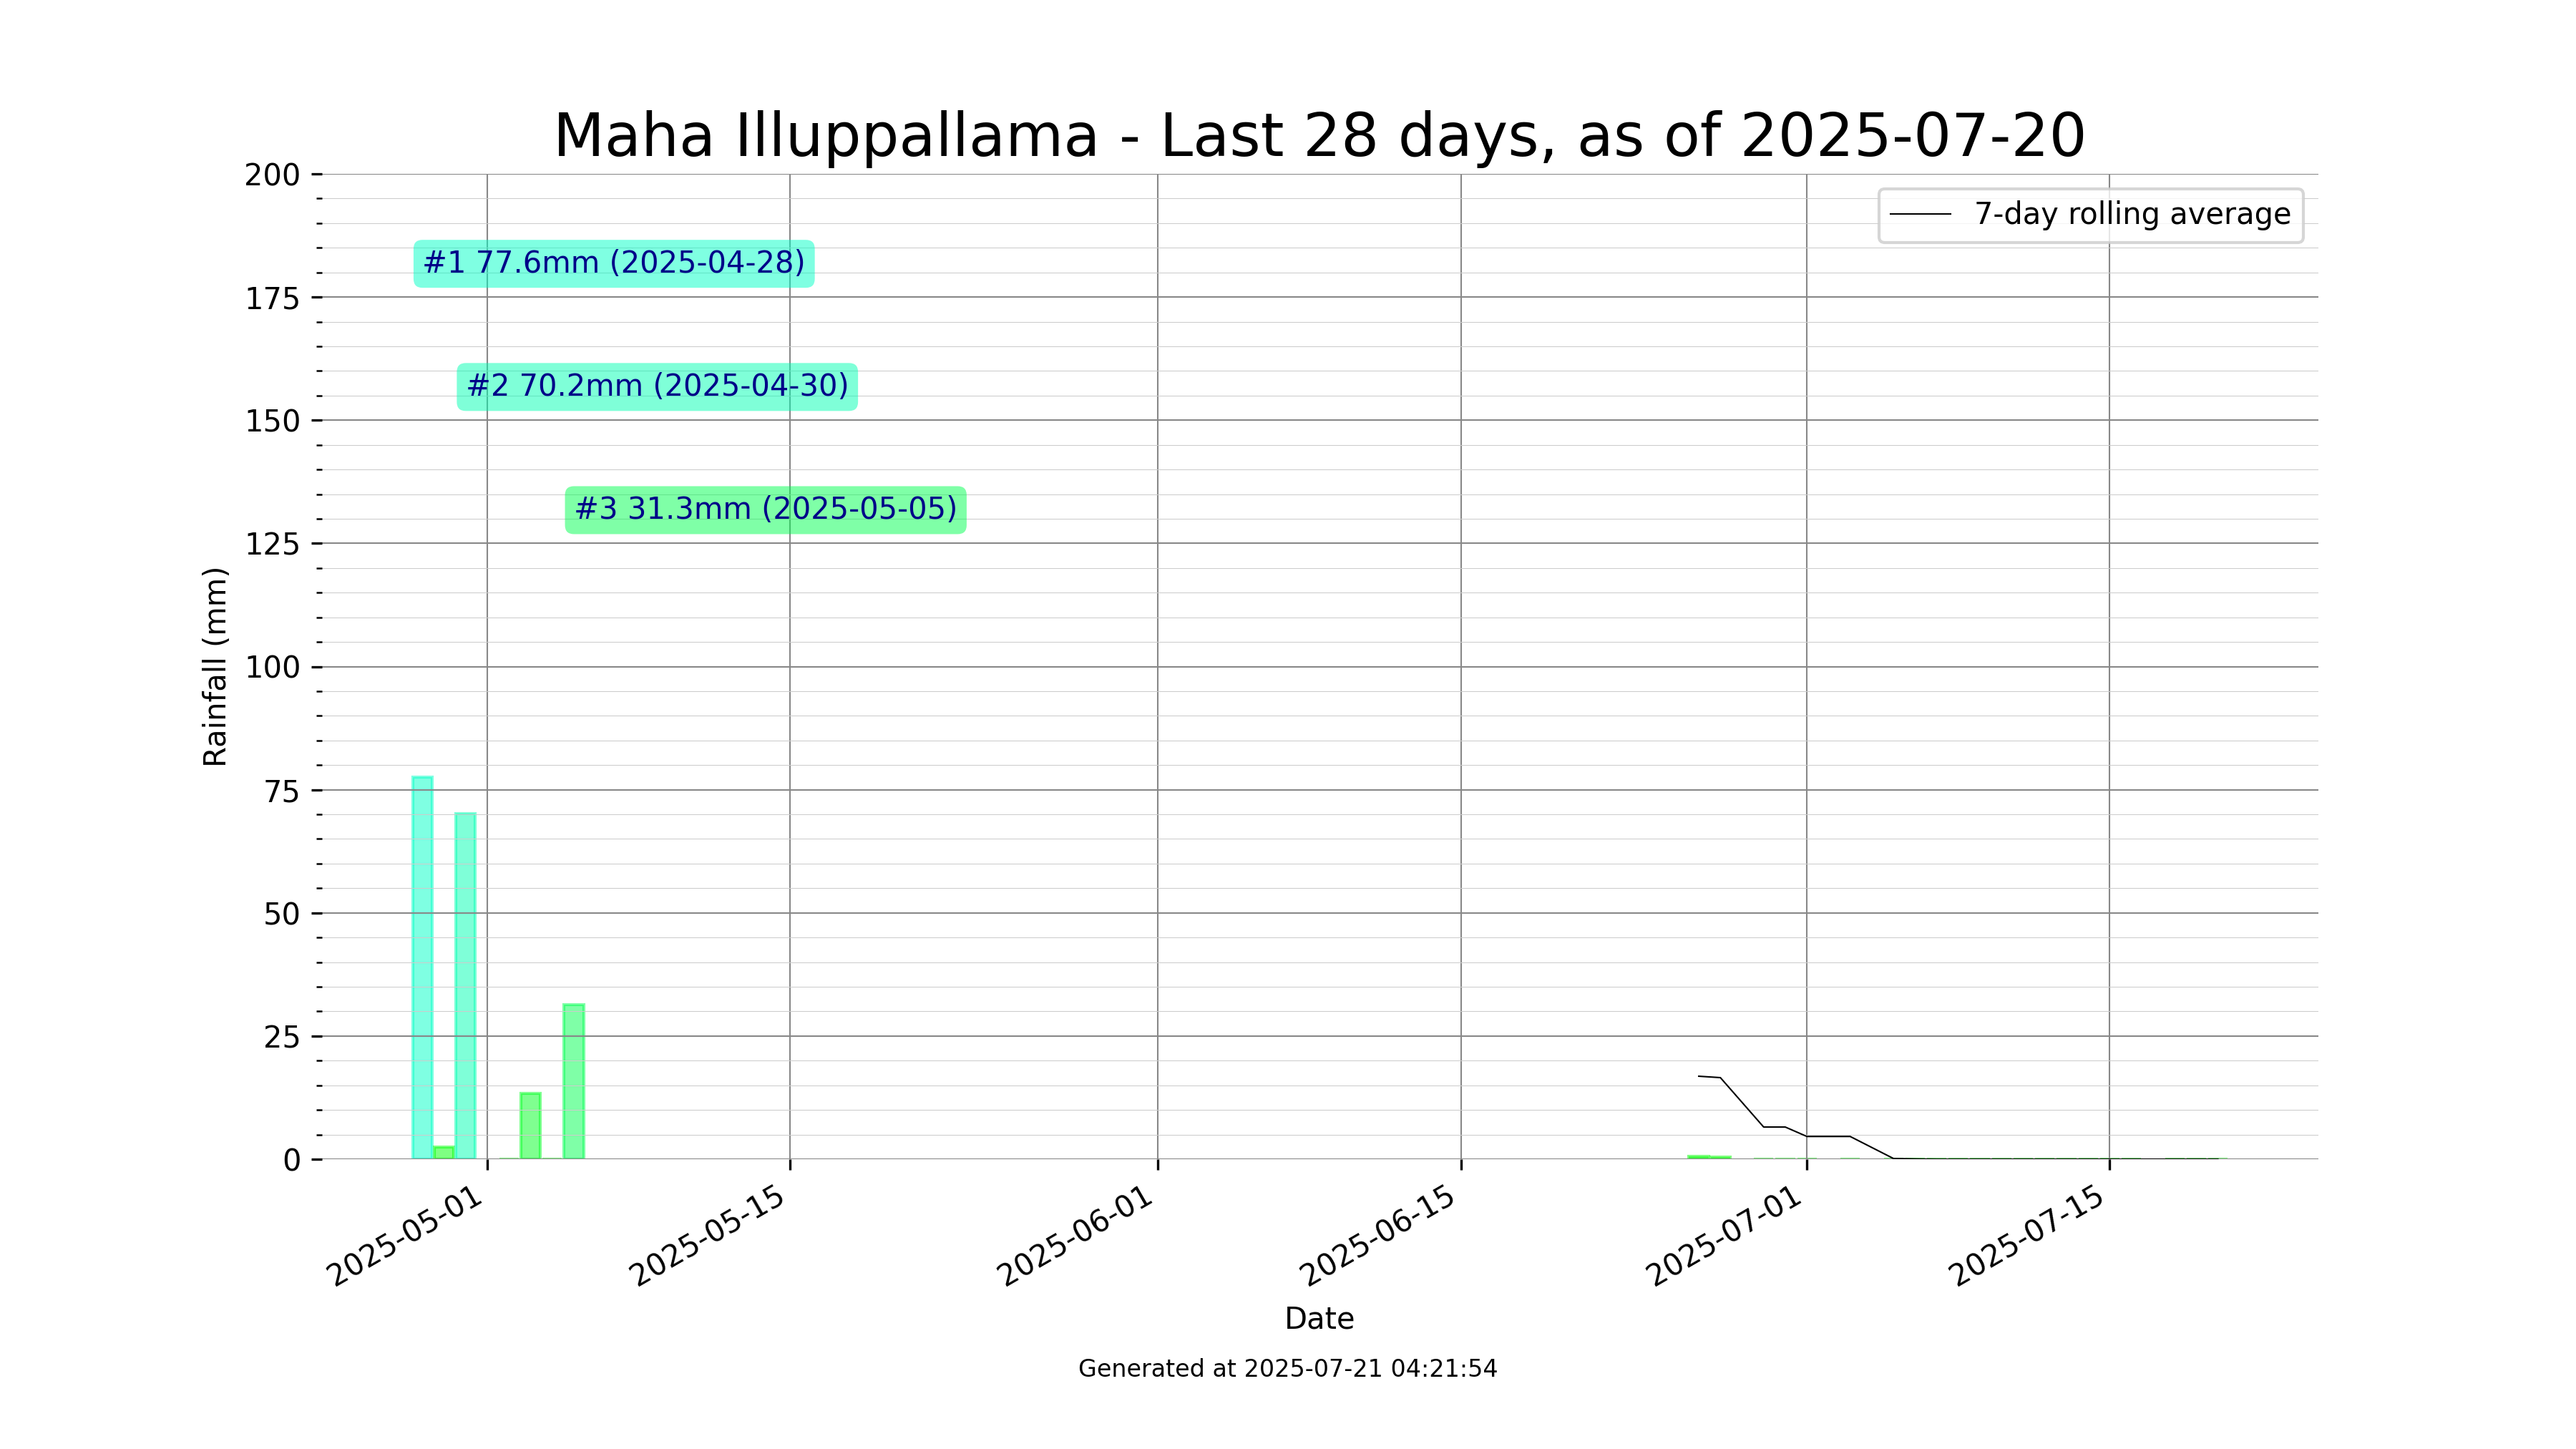 Maha Illuppallama - Last 28 days, as of 2025-07-20
200
175
150
125
100
75
50
25
0
Rainfall (mm)
7-day rolling average
#1 77.6mm (2025-04-28)
#2 70.2mm (2025-04-30)
#3 31.3mm (2025-05-05)
2025-05-01
2025-05-15
2025-06-01
2025-06-15
2025-07-01
2025-07-15
Date
Generated at 2025-07-21 04:21:54